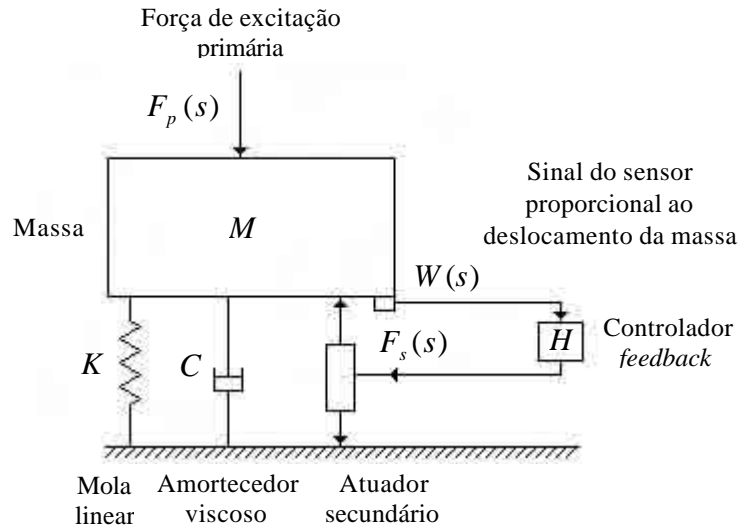 Força de excitação
primária
F_p (s)
Sinal do sensor
proporcional ao
deslocamento da massa
Massa
M
W(s)
K
C
F_s(s)
H
Controlador
feedback
Mola
linear
Amortecedor
viscoso
Atuador
secundário